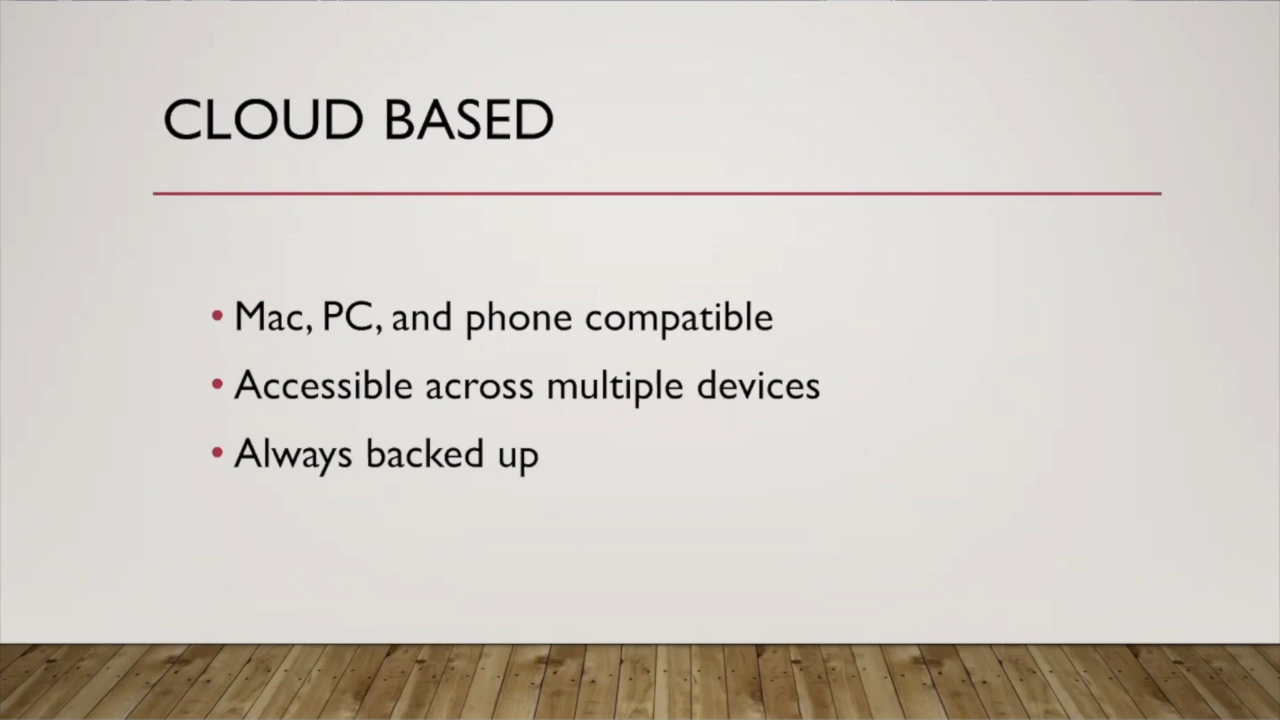 CLOUD BASED
• Mac, PC, and phone compatible
• Accessible across multiple devices
• Always backed up